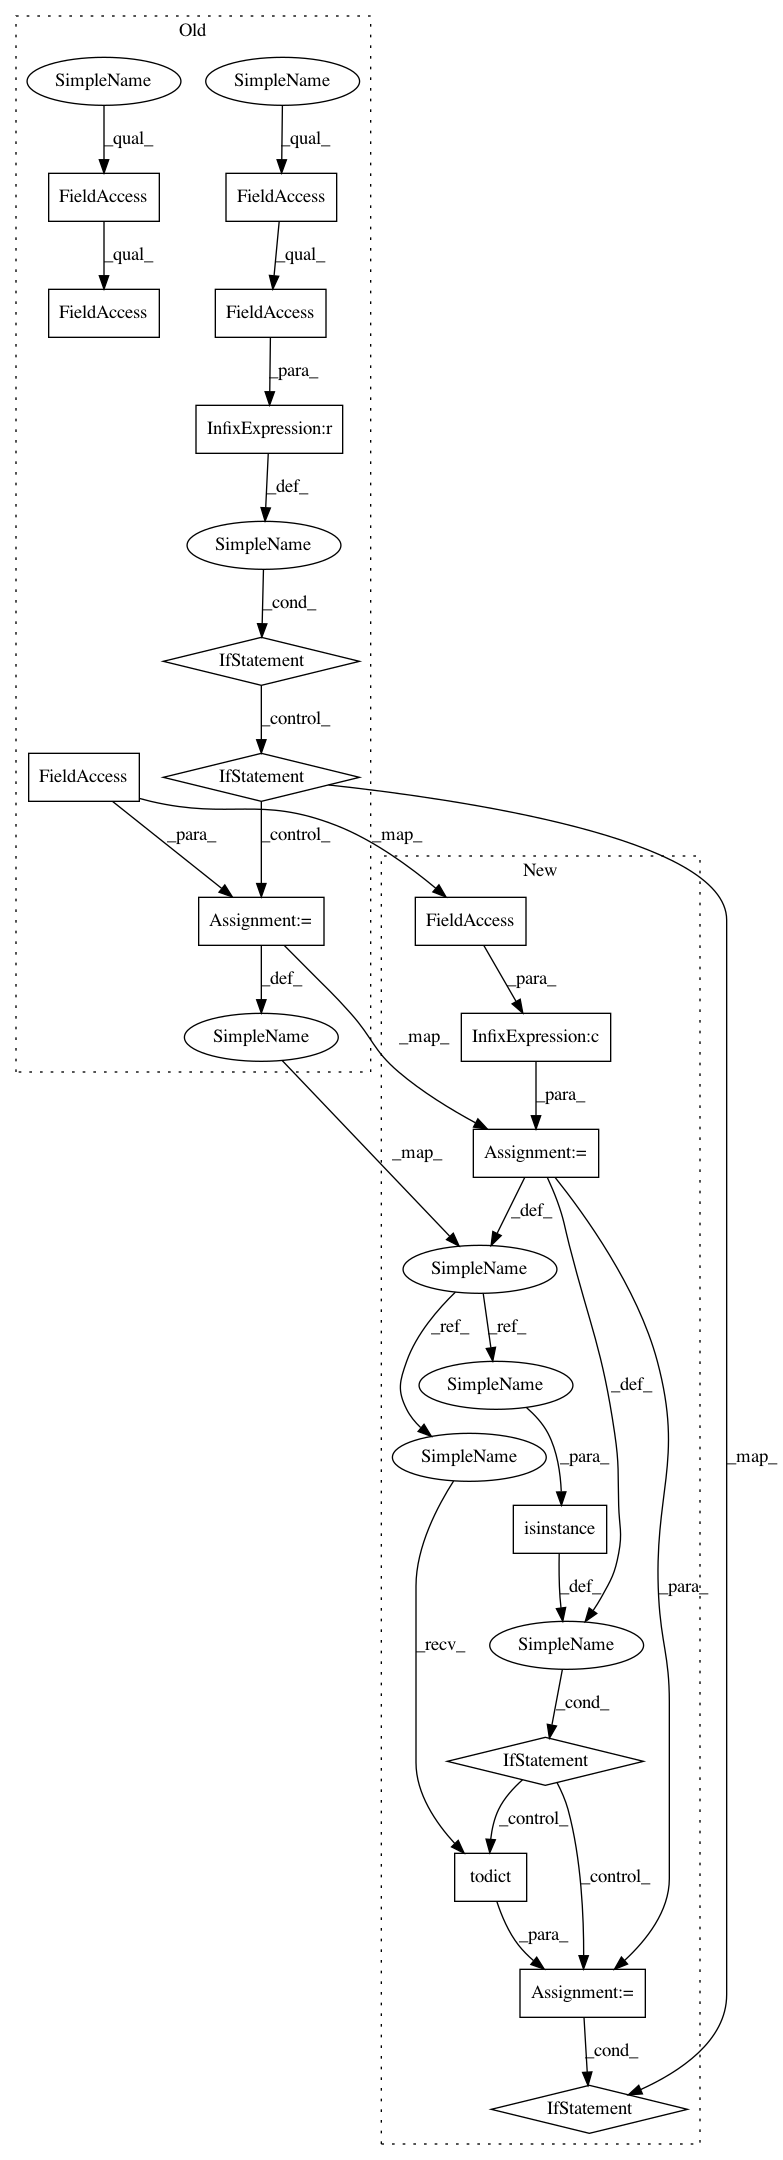 Old
SimpleName
SimpleName
_qual_
_qual_
FieldAccess
FieldAccess
_qual_
_qual_
FieldAccess
FieldAccess
_para_
InfixExpression:r
_def_
SimpleName
_cond_
IfStatement
_control_
FieldAccess
IfStatement
_para_
_control_
_map_
New
Assignment:=
FieldAccess
_def_
_para_
SimpleName
_map_
InfixExpression:c
_para_
_map_
Assignment:=
_def_
SimpleName
_ref_
_ref_
SimpleName
_def_
SimpleName
_para_
_map_
isinstance
_def_
_para_
SimpleName
_recv_
_cond_
IfStatement
_control_
todict
_control_
_para_
Assignment:=
_cond_
IfStatement